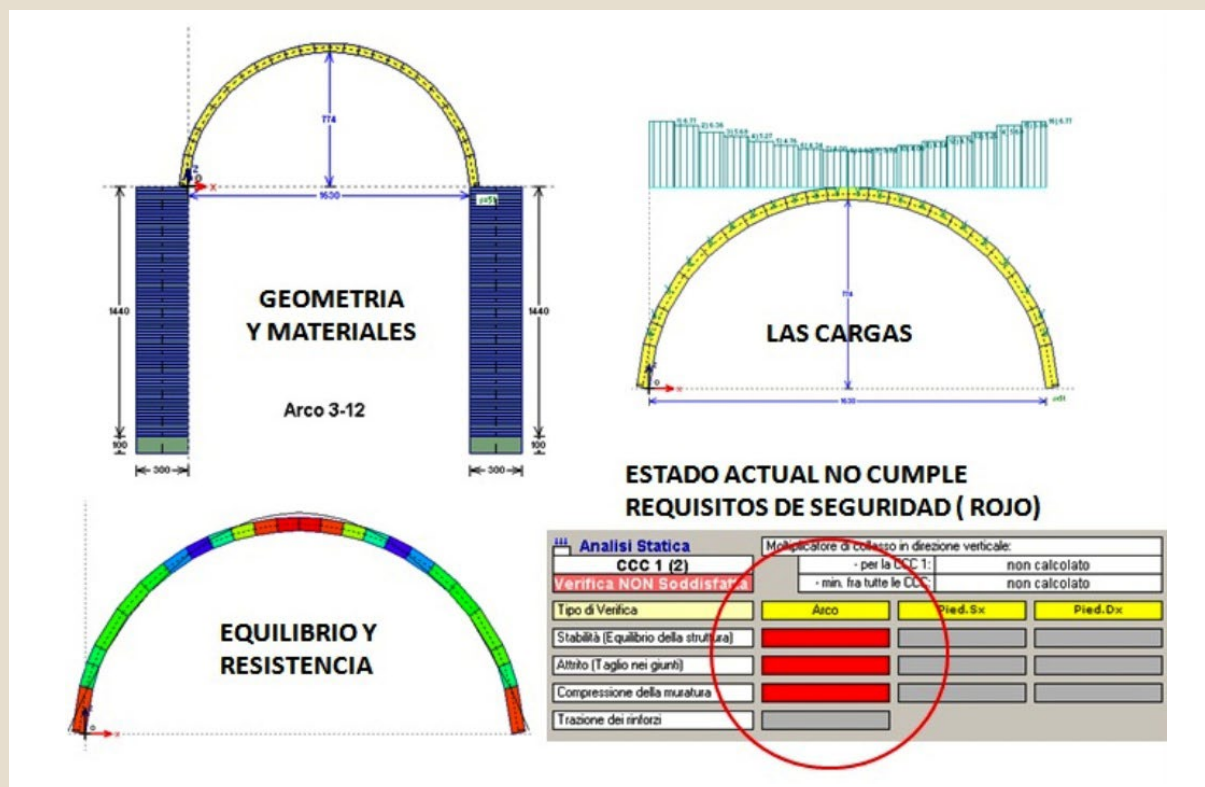 774
1630
GEOMETRIA
Y MATERIALES
1440
1440
Arco 3-12
100
100
300
300
LAS CARGAS
774
1630
EQUILIBRIO Y
RESISTENCIA
ESTADO ACTUAL NO CUMPLE
REQUISITOS DE SEGURIDAD ( ROJO)
Analisi Statica
Moltiplicatore di collasso in direzione verticale:
CCC 1 (2)
- per la CCC 1:
non calcolato
Verifica NON Soddisfatta
- min. fra tutte le CCC:
non calcolato
Tipo di Verifica
Arco
Pied.Sx
Pied.Dx
Stabilità (Equilibrio della struttura)
Attrito (Taglio nei giunti)
Compressione della muratura
Trazione dei rinforzi